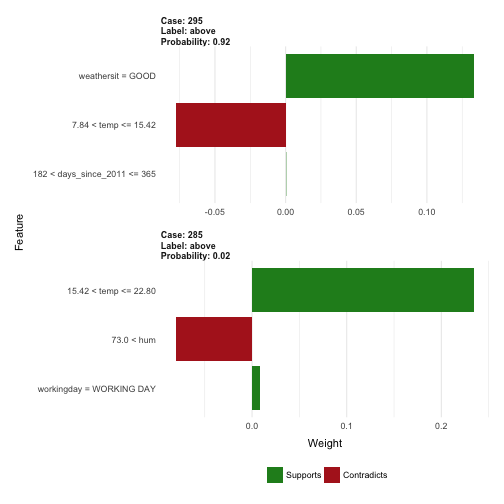 Case: 295
Label: above
Probability: 0.92
weathersit = GOOD
7.84 < temp <= 15.42
182 < days_since_2011 <= 365
-0.05 0.00 0.05 0.10
Feature
Case: 285
Label: above
Probability: 0.02
15.42 < temp <= 22.80
73.0 < hum
workingday = WORKING DAY
0.0 0.1 0.2
Weight
Supports Contradicts